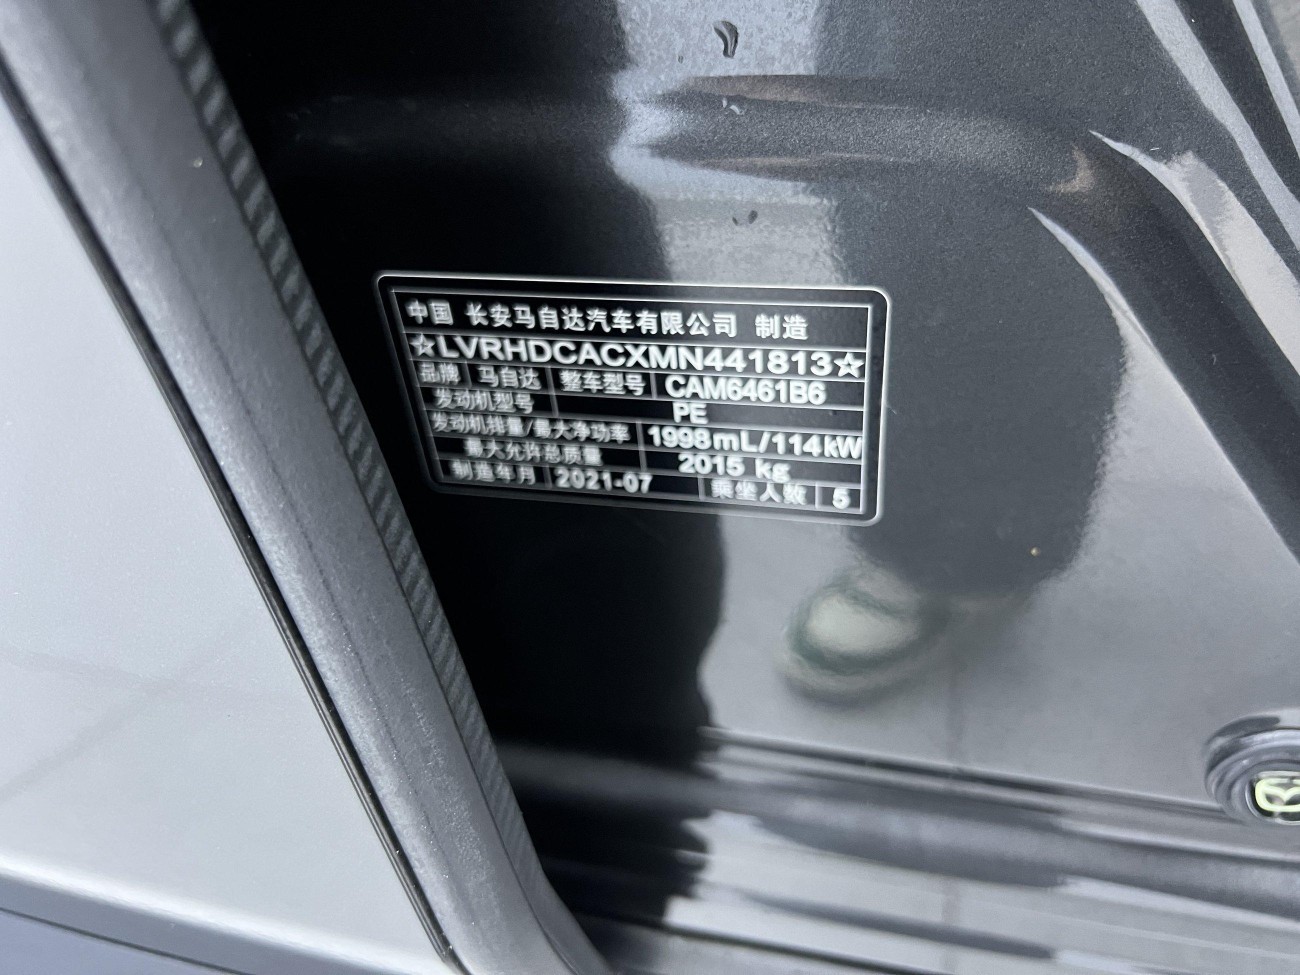 中国 长安马自达汽车有限公司 制造
☆LVRHDCACXMN441813☆
品牌 马自达 整车型号 CAM6461B6
发动机型号 PE
发动机排量/最大净功率 1998mL/114kW
最大允许总质量 2015 kg
制造年月 2021-07 乘坐人数 5